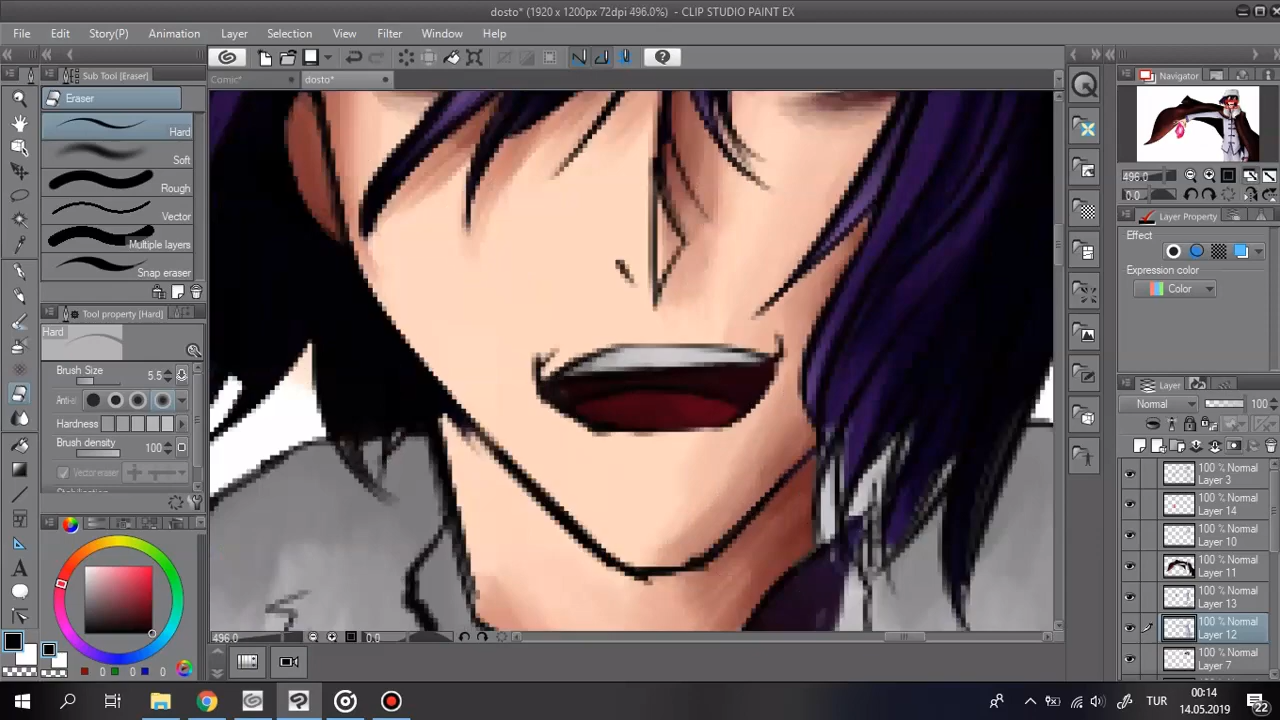 dosto* (1920 x 1200px 72dpi 496.0%)  - CLIP STUDIO PAINT EX
File Edit Story(P) Animation Layer Selection View Filter Window Help
Sub Tool [Eraser]
Comic* dosto*
Navigator
Eraser
Hard
Soft
Rough
Vector
Multiple layers
Snap eraser
496.0
0.0
Layer Property
Effect
Expression color
Color
Tool property [Hard]
Hard
Brush Size 5.5
Anti-al
Hardness
Brush density 100
Vector eraser
Layer
Normal 100
100 % Normal
Layer 3
100 % Normal
Layer 14
100 % Normal
Layer 10
100 % Normal
Layer 11
100 % Normal
Layer 13
100 % Normal
Layer 12
100 % Normal
Layer 7
496.0 0.0
0 0 0
TUR
00:14
14.05.2019
22